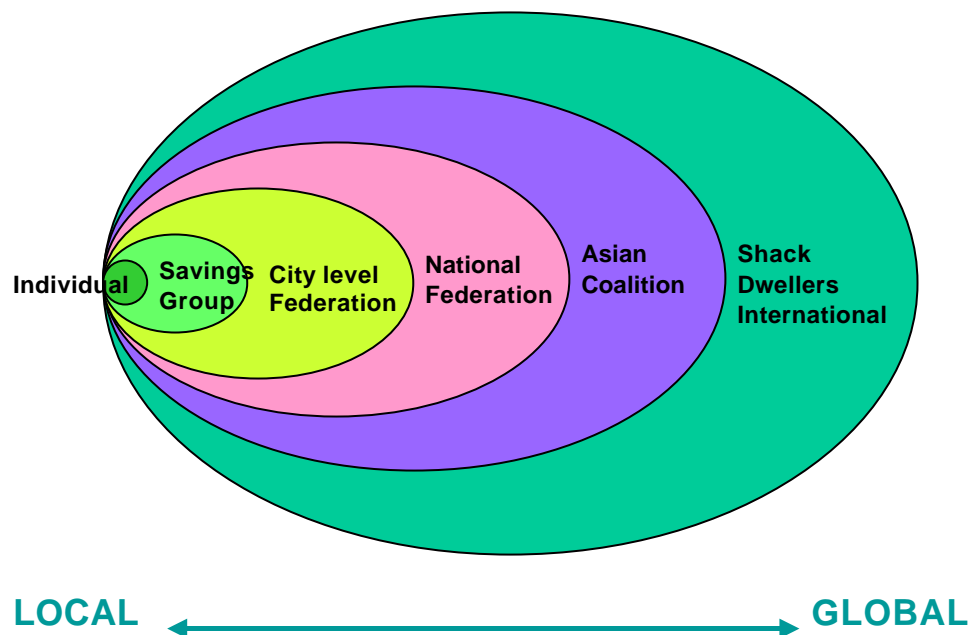 Individual
Savings
Group
City level
Federation
National
Federation
Asian
Coalition
Shack
Dwellers
International
LOCAL
GLOBAL